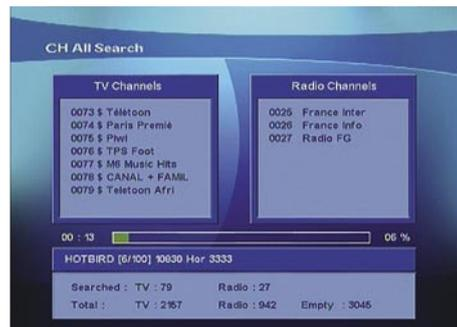 CH All Search
TV Channels
0073 $ Télétoon
0074 $ Paris Premiè
0075 $ Piwi
0076 $ TPS Foot
0077 $ M6 Music Hits
0078 $ CANAL + FAMIL
0079 $ Teletoon Afri
Radio Channels
0025 France Inter
0026 France Info
0027 Radio FG
00 : 13 06 %
HOTBIRD [6/100] 10830 Hor 3333
Searched : TV : 79 Radio : 27
Total : TV : 2157 Radio : 942 Empty : 3045